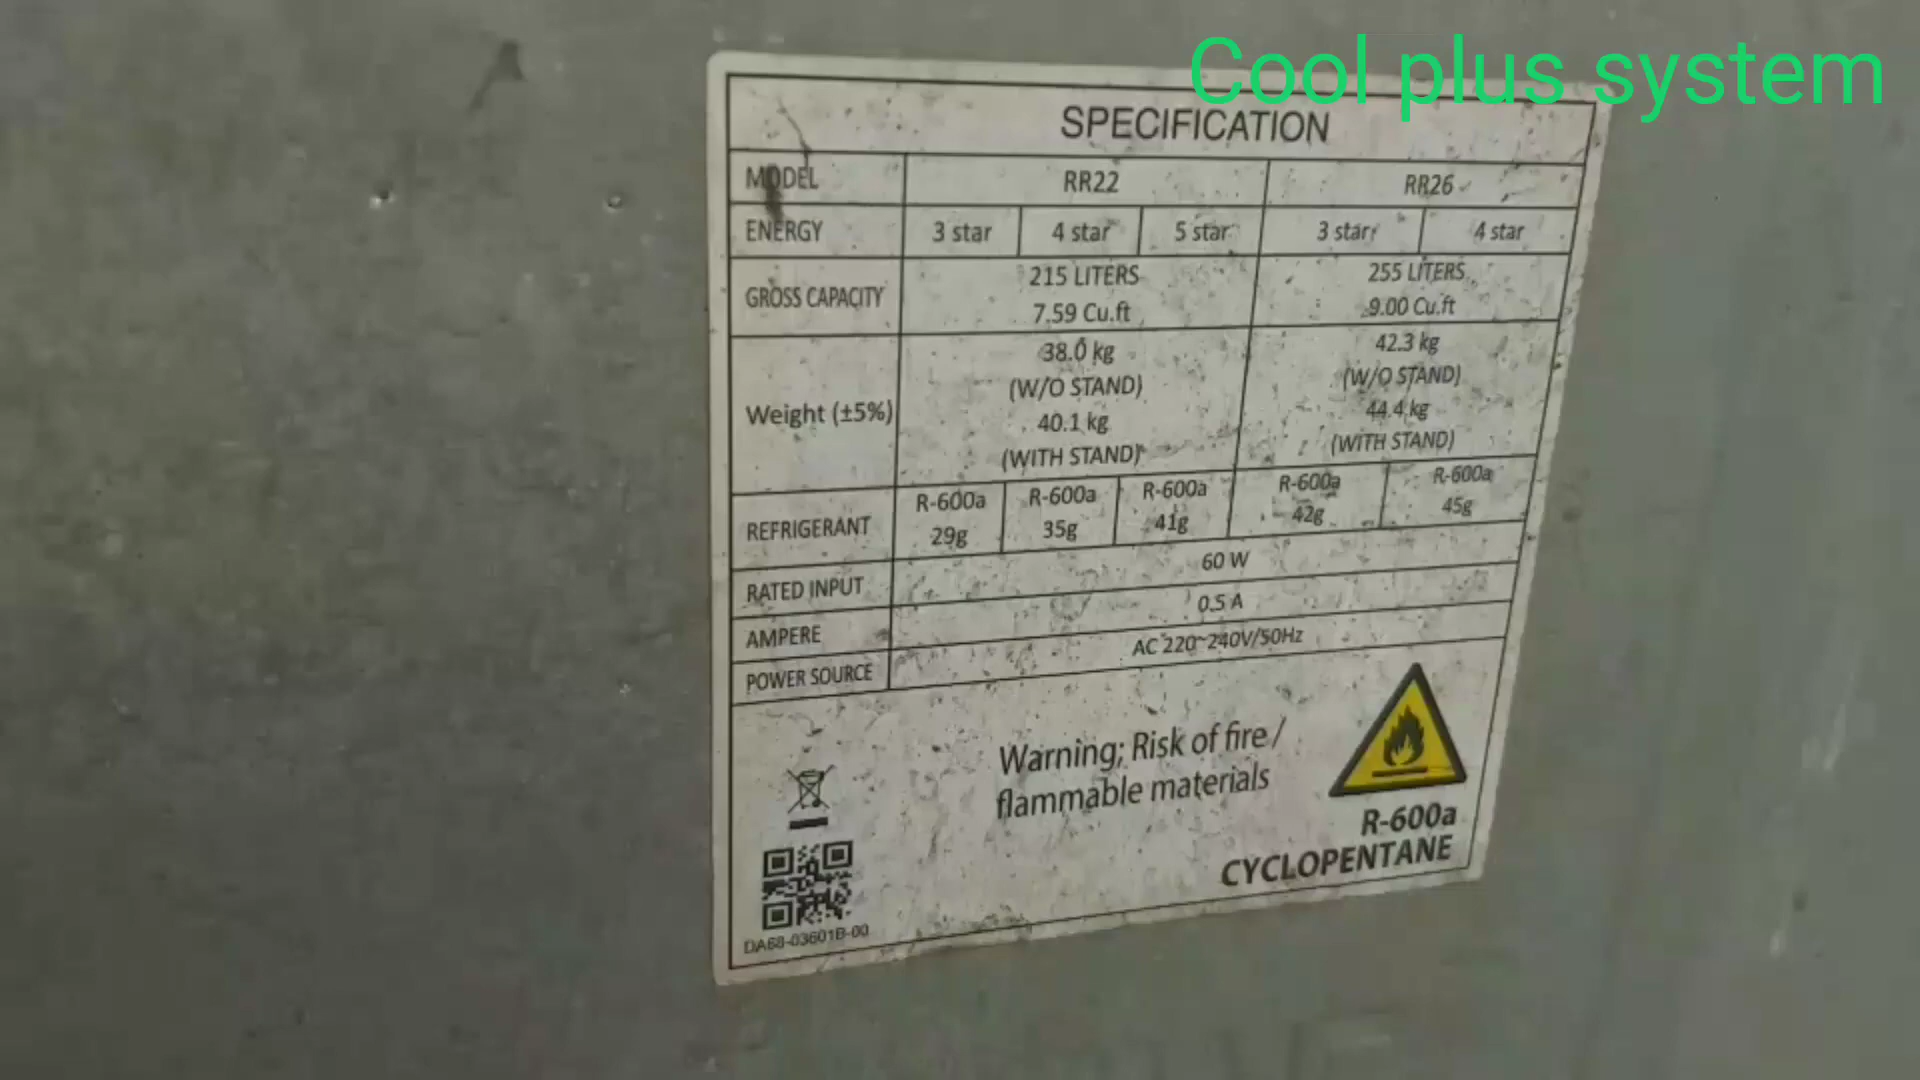 Cool plus system
SPECIFICATION
MODEL RR22 RR26
ENERGY 3 star 4 star 5 star 3 star 4 star
GROSS CAPACITY 215 LITERS 255 LITERS
7.59 Cu.ft 9.00 Cu.ft
Weight (±5%) 38.0 kg 42.3 kg
(W/O STAND) (W/O STAND)
40.1 kg 44.4 kg
(WITH STAND) (WITH STAND)
REFRIGERANT R-600a R-600a R-600a R-600a R-600a
29g 35g 41g 42g 45g
RATED INPUT 60 W
AMPERE 0.5 A
POWER SOURCE AC 220~240V/50Hz
Warning; Risk of fire /
flammable materials
R-600a
CYCLOPENTANE
DA68-03601B-00